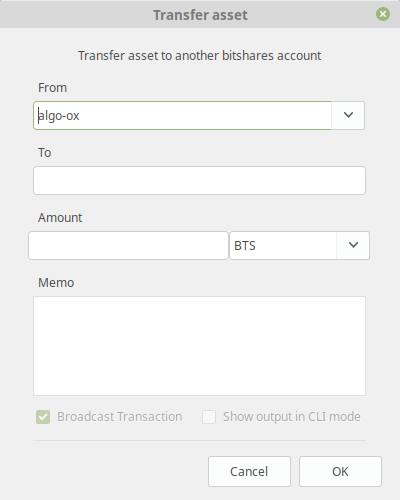 Transfer asset
Transfer asset to another bitshares account
From
algo-ox
To
Amount
BTS
Memo
Broadcast Transaction Show output in CLI mode
Cancel OK